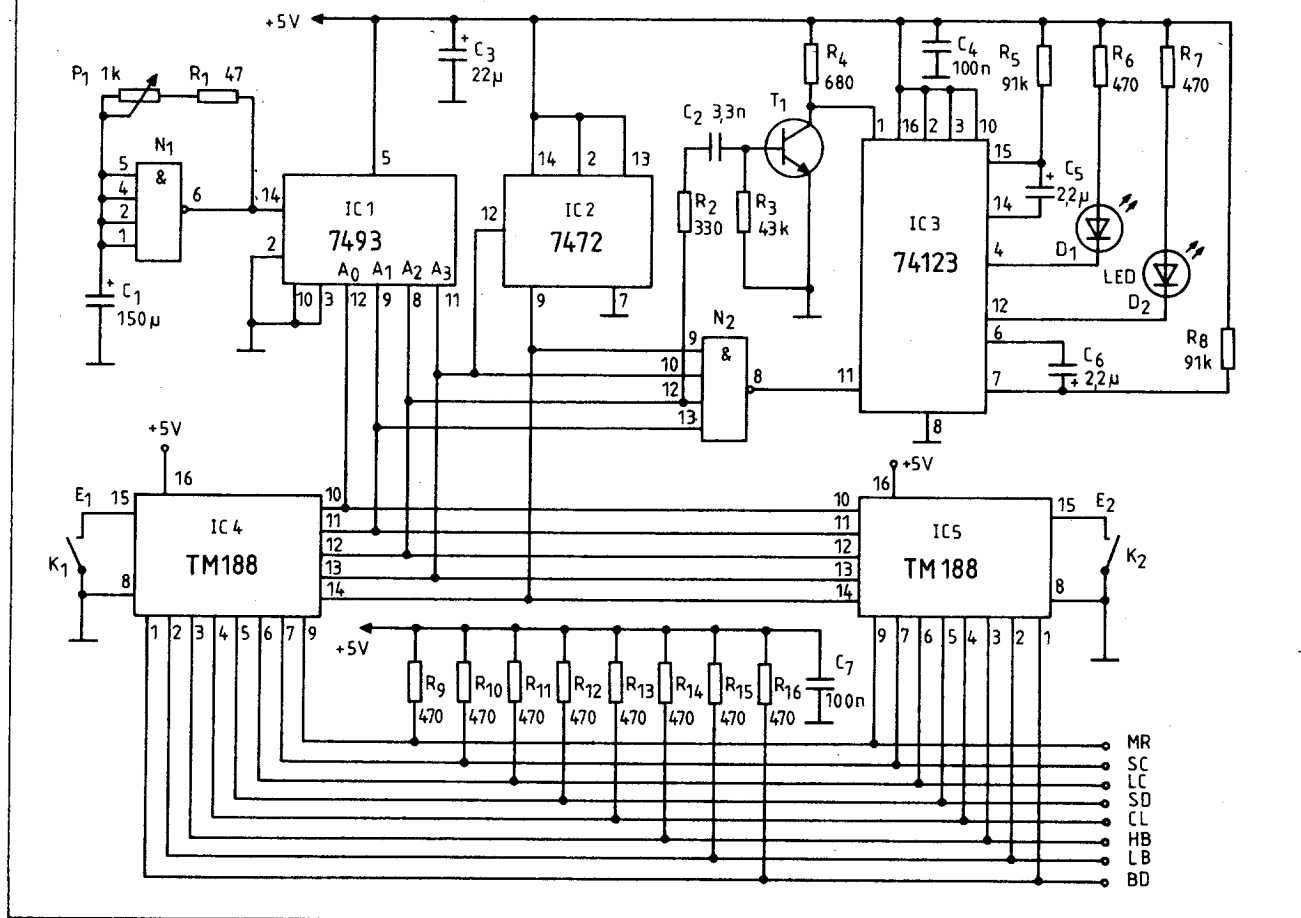 +5V
P1 1k
R1 47
C3
22µ
R4
680
C4
100n
R5
91k
R6
470
R7
470
T1
C2 3,3n
N1
&
5
4
2
1
6
14
5
IC1
7493
2
A0 A1 A2 A3
10 3 12 9 8 11
C1
150µ
14 2 13
12
IC2
7472
9 7
R2
330
R3
43k
1 16 2 3 10
15
14
4
12
6
7
IC3
74123
11
8
C5
2,2µ
D1
LED
D2
C6
2,2µ
R8
91k
N2
&
9
10
12
13
8
+5V
16
E1
15
K1
8
IC4
TM188
10
11
12
13
14
1 2 3 4 5 6 7 9
+5V
16
10
11
12
13
14
IC5
TM188
15
E2
K2
8
9 7 6 5 4 3 2 1
+5V
R9
470
R10
470
R11
470
R12
470
R13
470
R14
470
R15
470
R16
470
C7
100n
MR
SC
LC
SD
CL
HB
LB
BD